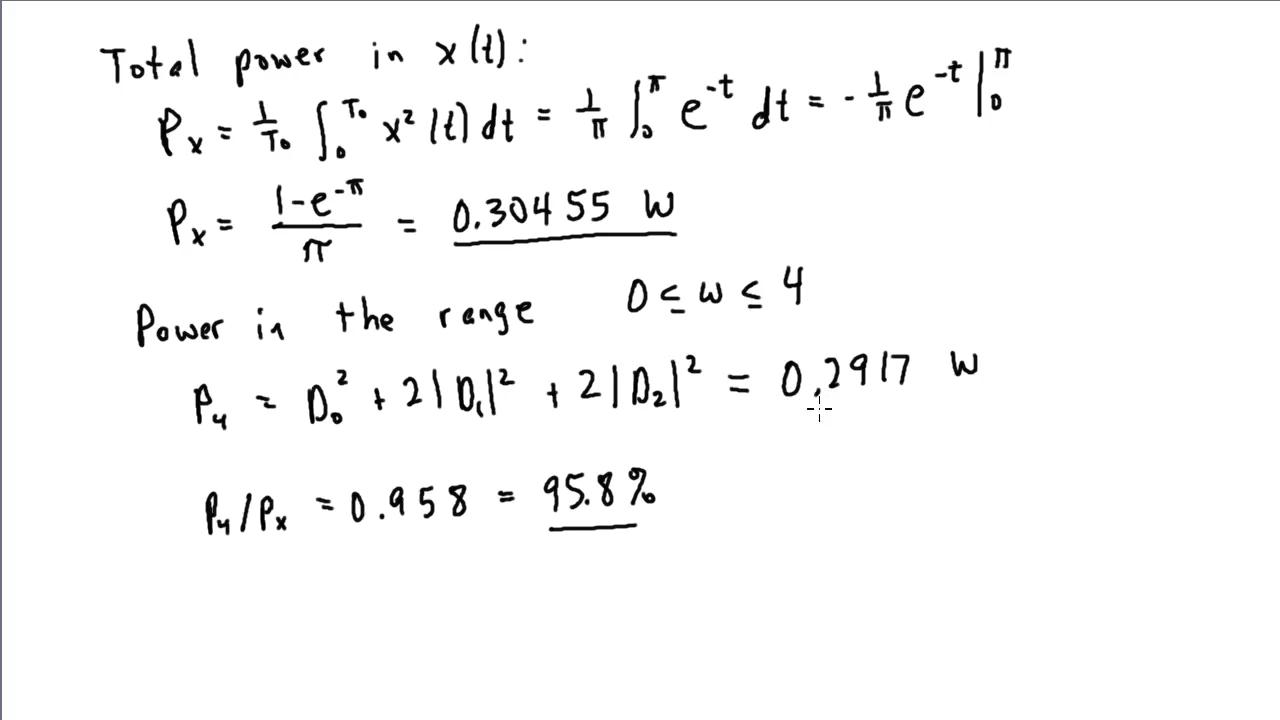 Total power in x(t):
Pₓ = 1/T₀ ∫₀^T₀ x²(t) dt = 1/π ∫₀^π e^-t dt = - 1/π e^-t |₀^π
Pₓ = (1-e^-π)/π = 0.30455 W
Power in the range 0 ≤ w ≤ 4
P₄ = D₀² + 2|D₁|² + 2|D₂|² = 0.2917 W
P₄/Pₓ = 0.958 = 95.8%